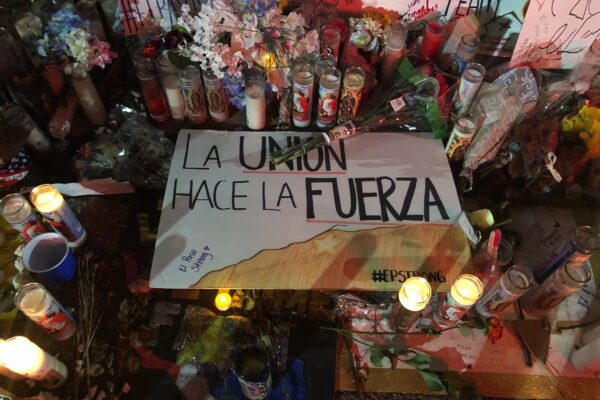 LA UNION
HACE LA FUERZA
El Paso
Strong
#EPSTRONG